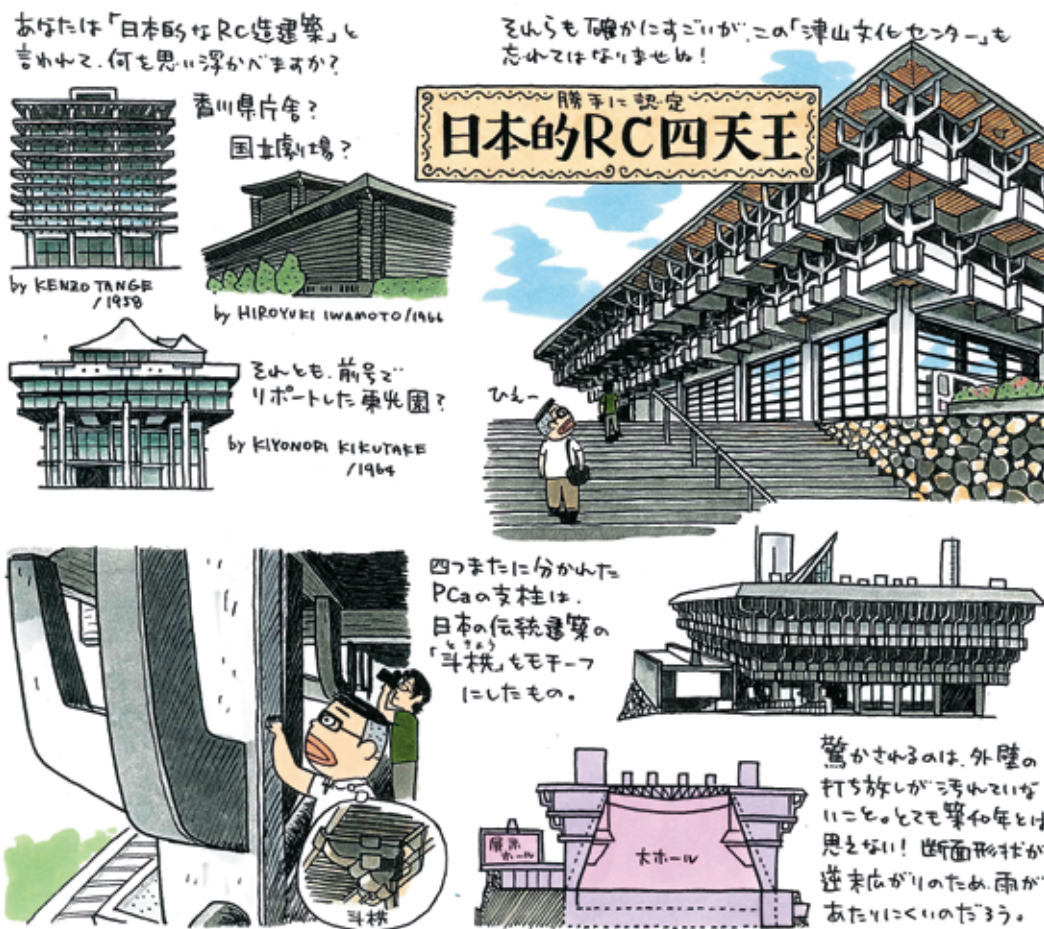 あなたは「日本的なRC造建築」と
言われて、何を思い浮かべますか?
香川県庁舎?
国立劇場?
by KENZO TANGE
/1958
by HIROYUKI IWAMOTO/1966
それとも、前号で
リポートした東光園?
by KIYONORI KIKUTAKE
/1964
それらも確かにすごいが、この「津山文化センター」も
忘れてはなりませぬ!
勝手に認定
日本的RC四天王
ひえー
四つまたに分かれた
PCaの支柱は、
日本の伝統建築の
ときょう
「斗栱」をモチーフ
にしたもの。
斗栱
展示
ホール
大ホール
驚かされるのは、外壁の
打ち放しが汚れていな
いこと。とても築40年とは
思えない! 断面形状が
逆末広がりのため、雨が
あたりにくいのだろう。